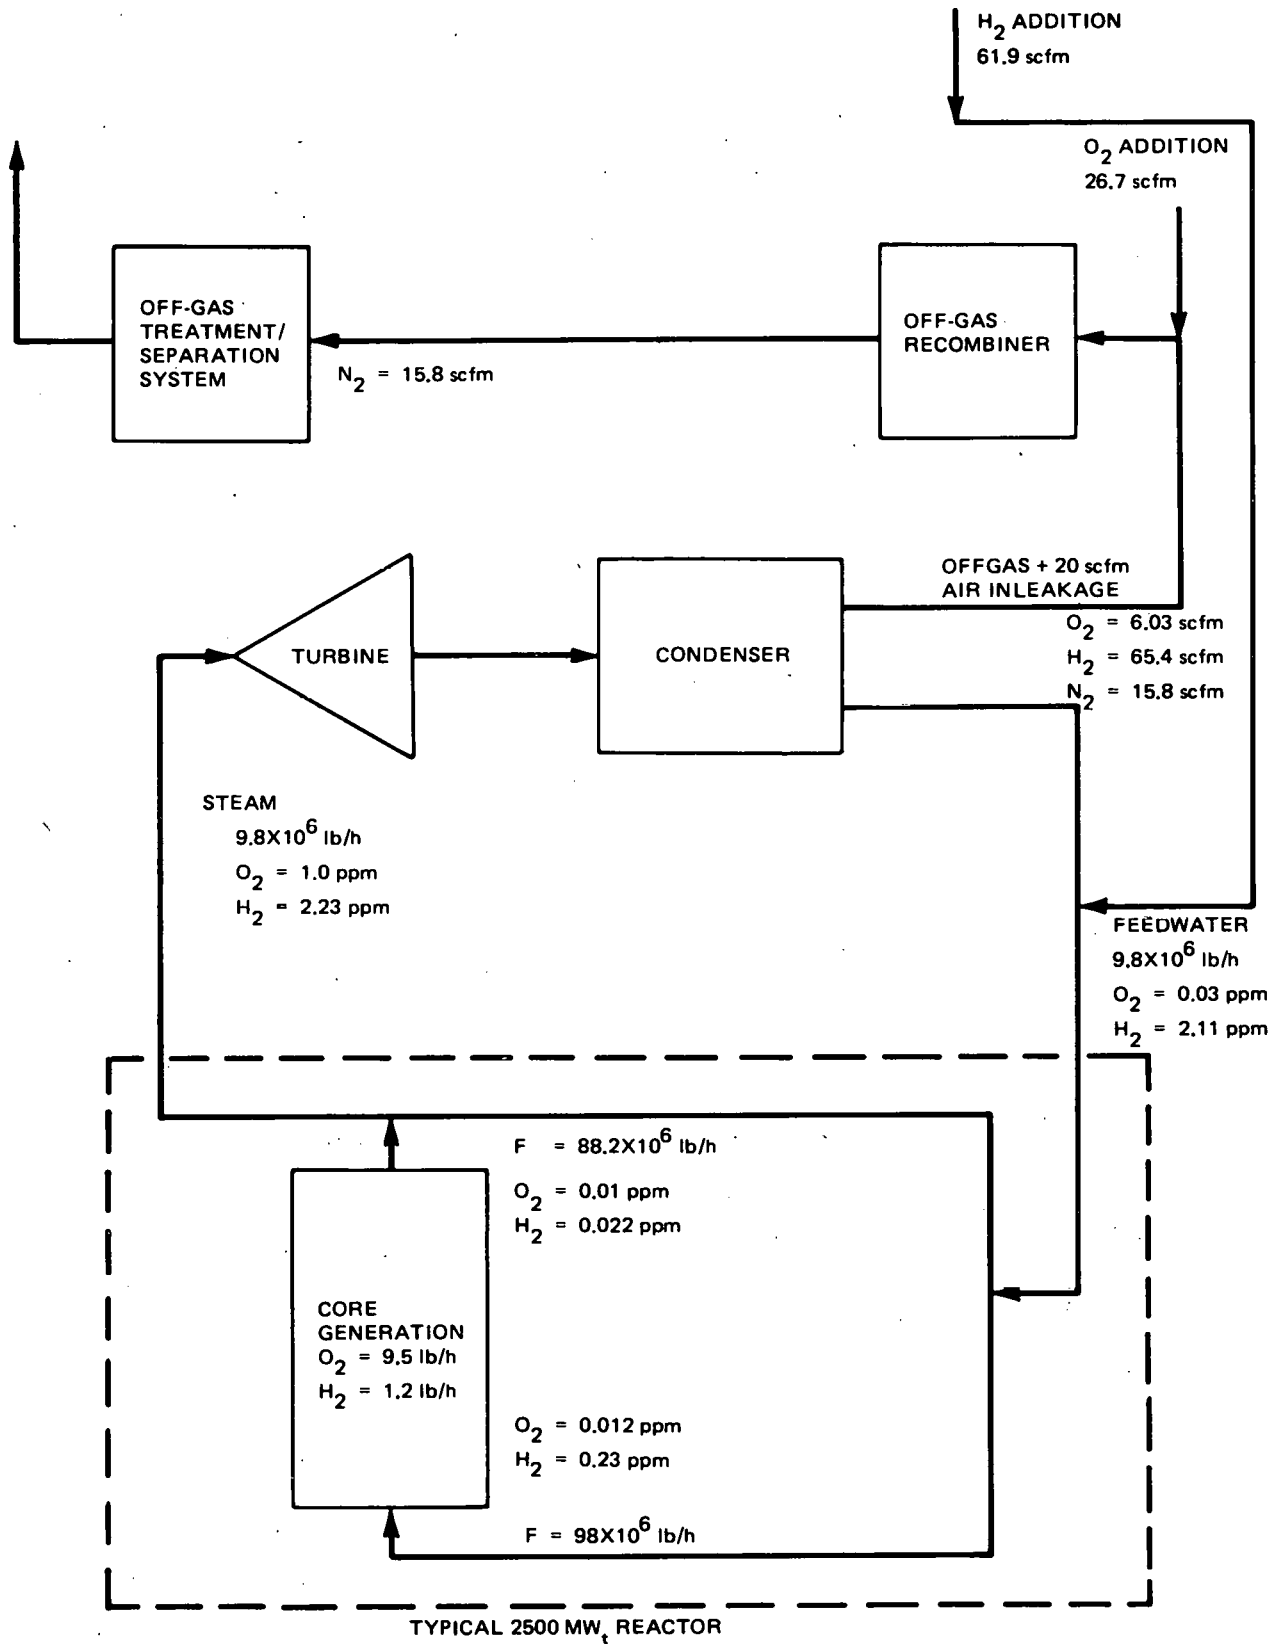 H2 ADDITION
61.9 scfm
O2 ADDITION
26.7 scfm
OFF-GAS
TREATMENT/
SEPARATION
SYSTEM
N2 = 15.8 scfm
OFF-GAS
RECOMBINER
TURBINE
CONDENSER
OFFGAS + 20 scfm
AIR INLEAKAGE
O2 = 6.03 scfm
H2 = 65.4 scfm
N2 = 15.8 scfm
STEAM
9.8X10^6 lb/h
O2 = 1.0 ppm
H2 = 2.23 ppm
FEEDWATER
9.8X10^6 lb/h
O2 = 0.03 ppm
H2 = 2.11 ppm
F = 88.2X10^6 lb/h
O2 = 0.01 ppm
H2 = 0.022 ppm
CORE
GENERATION
O2 = 9.5 lb/h
H2 = 1.2 lb/h
O2 = 0.012 ppm
H2 = 0.23 ppm
F = 98X10^6 lb/h
TYPICAL 2500 MWt REACTOR